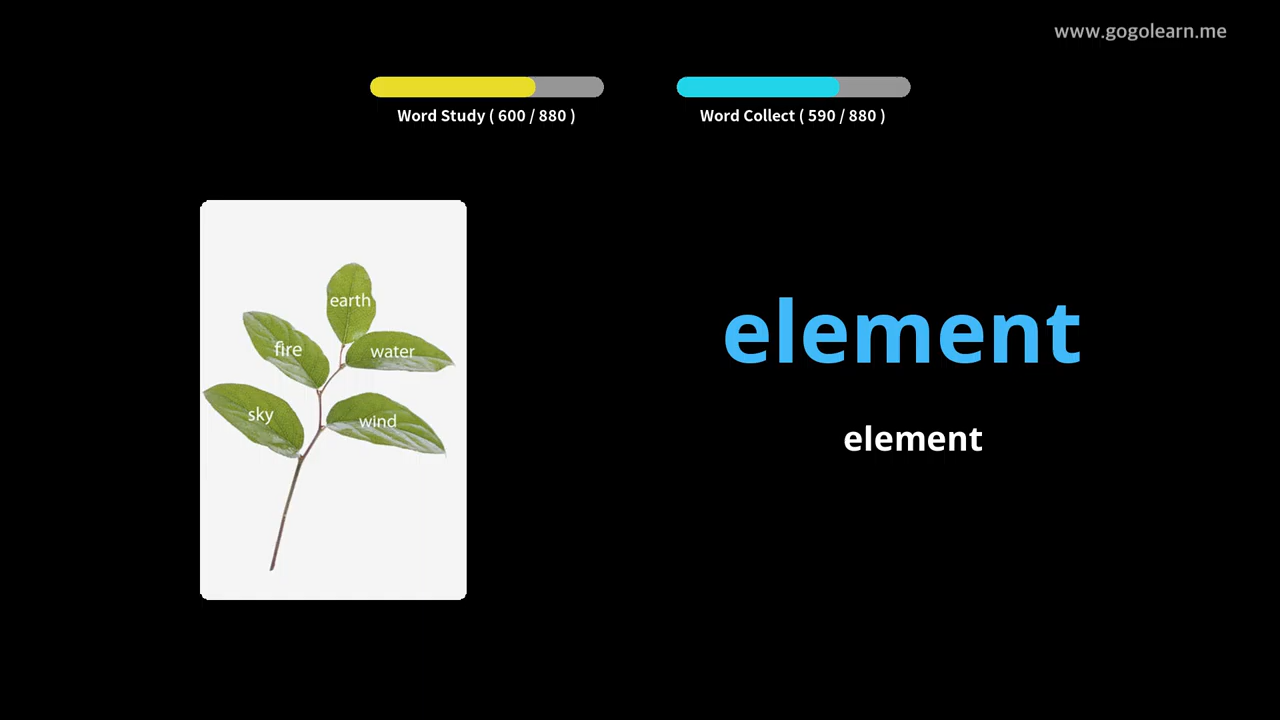 www.gogolearn.me
Word Study ( 600 / 880 )
Word Collect ( 590 / 880 )
earth
fire
water
sky
wind
element
element